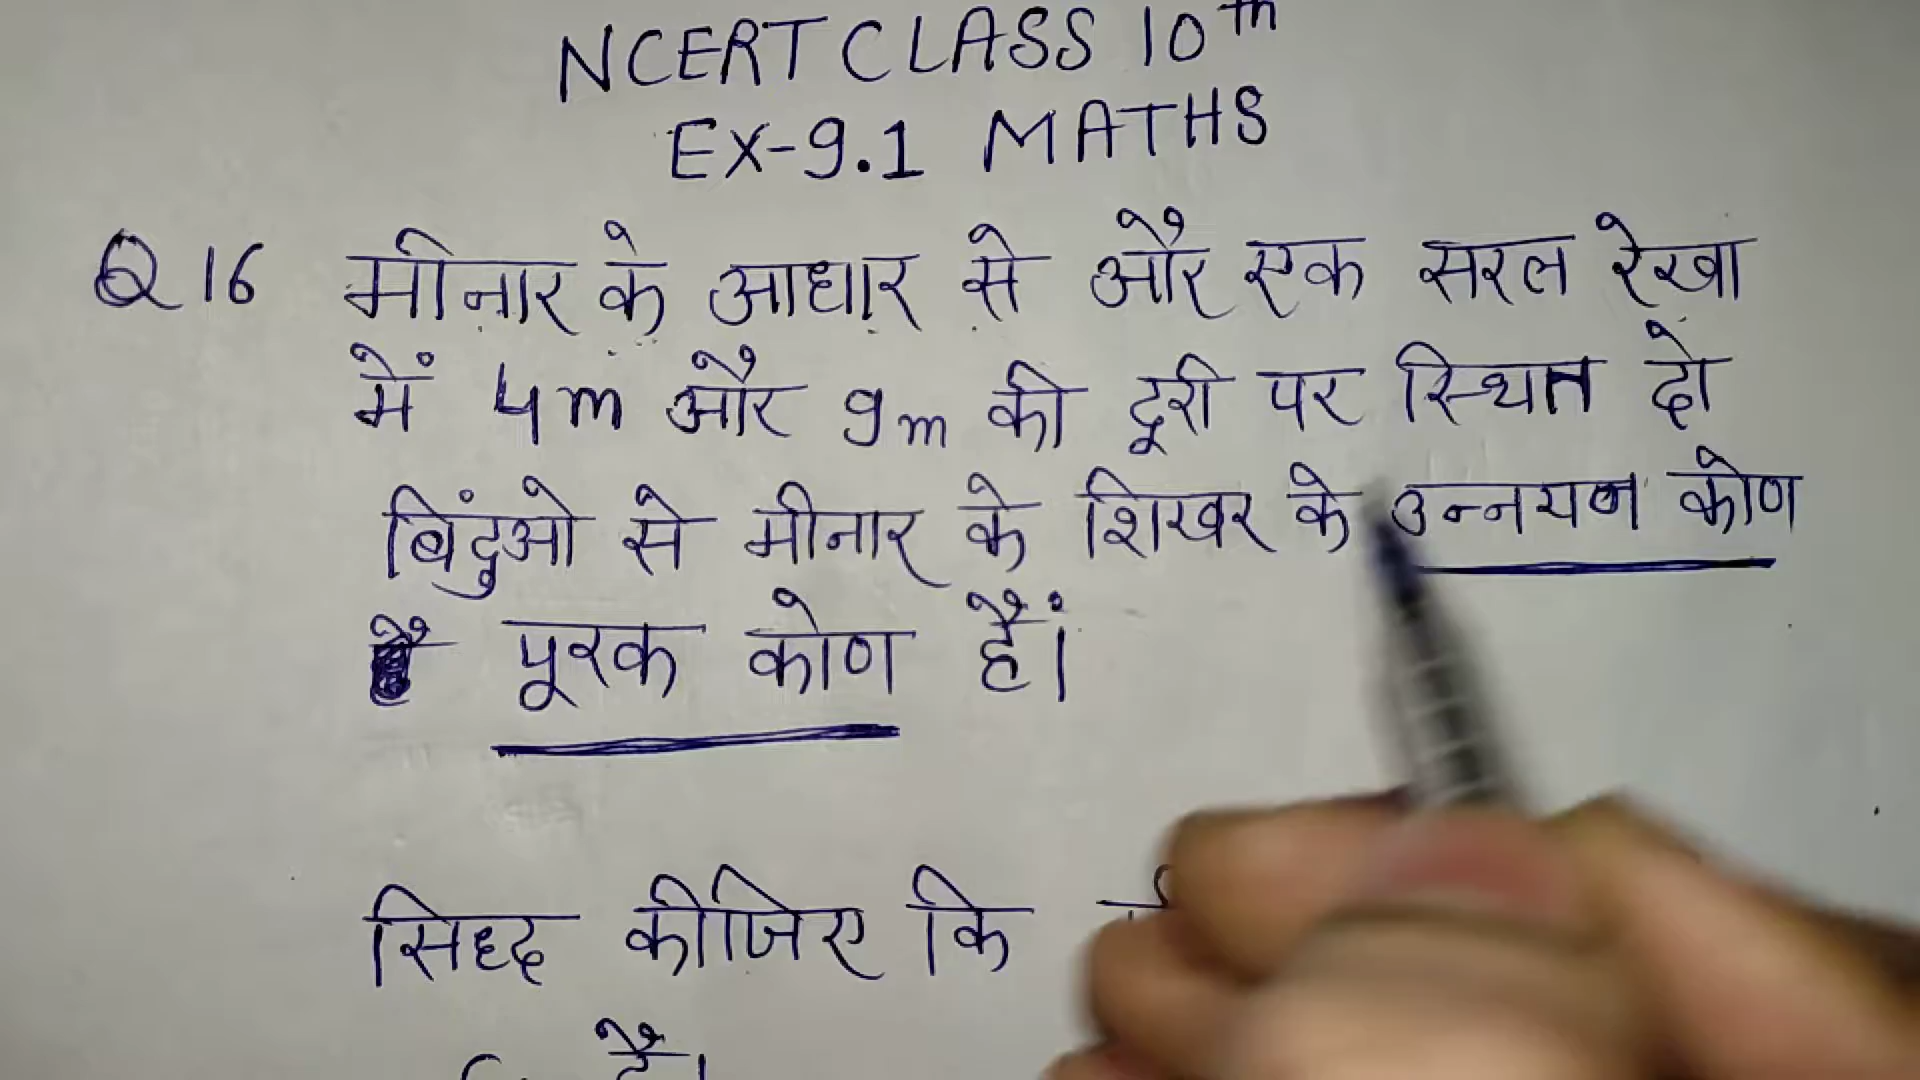 NCERT CLASS 10th
EX-9.1 MATHS
Q 16 मीनार के आधार से और एक सरल रेखा
में 4m और 9m की दूरी पर स्थित दो
बिंदुओ से मीनार के शिखर के उन्नयन कोण
पूरक कोण हैं।
सिध्द कीजिए कि
है।